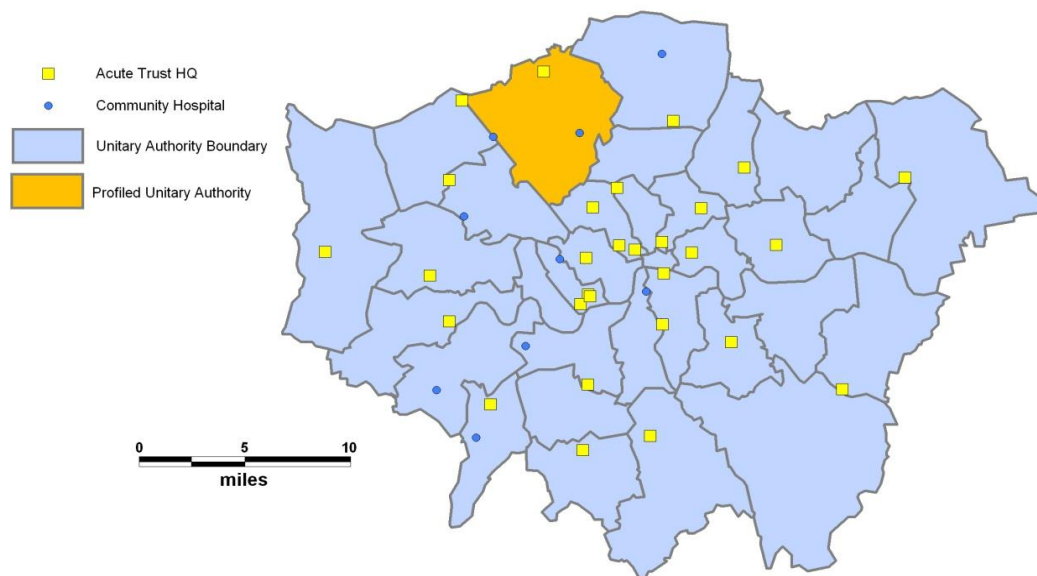 Acute Trust HQ
Community Hospital
Unitary Authority Boundary
Profiled Unitary Authority
0 5 10
miles